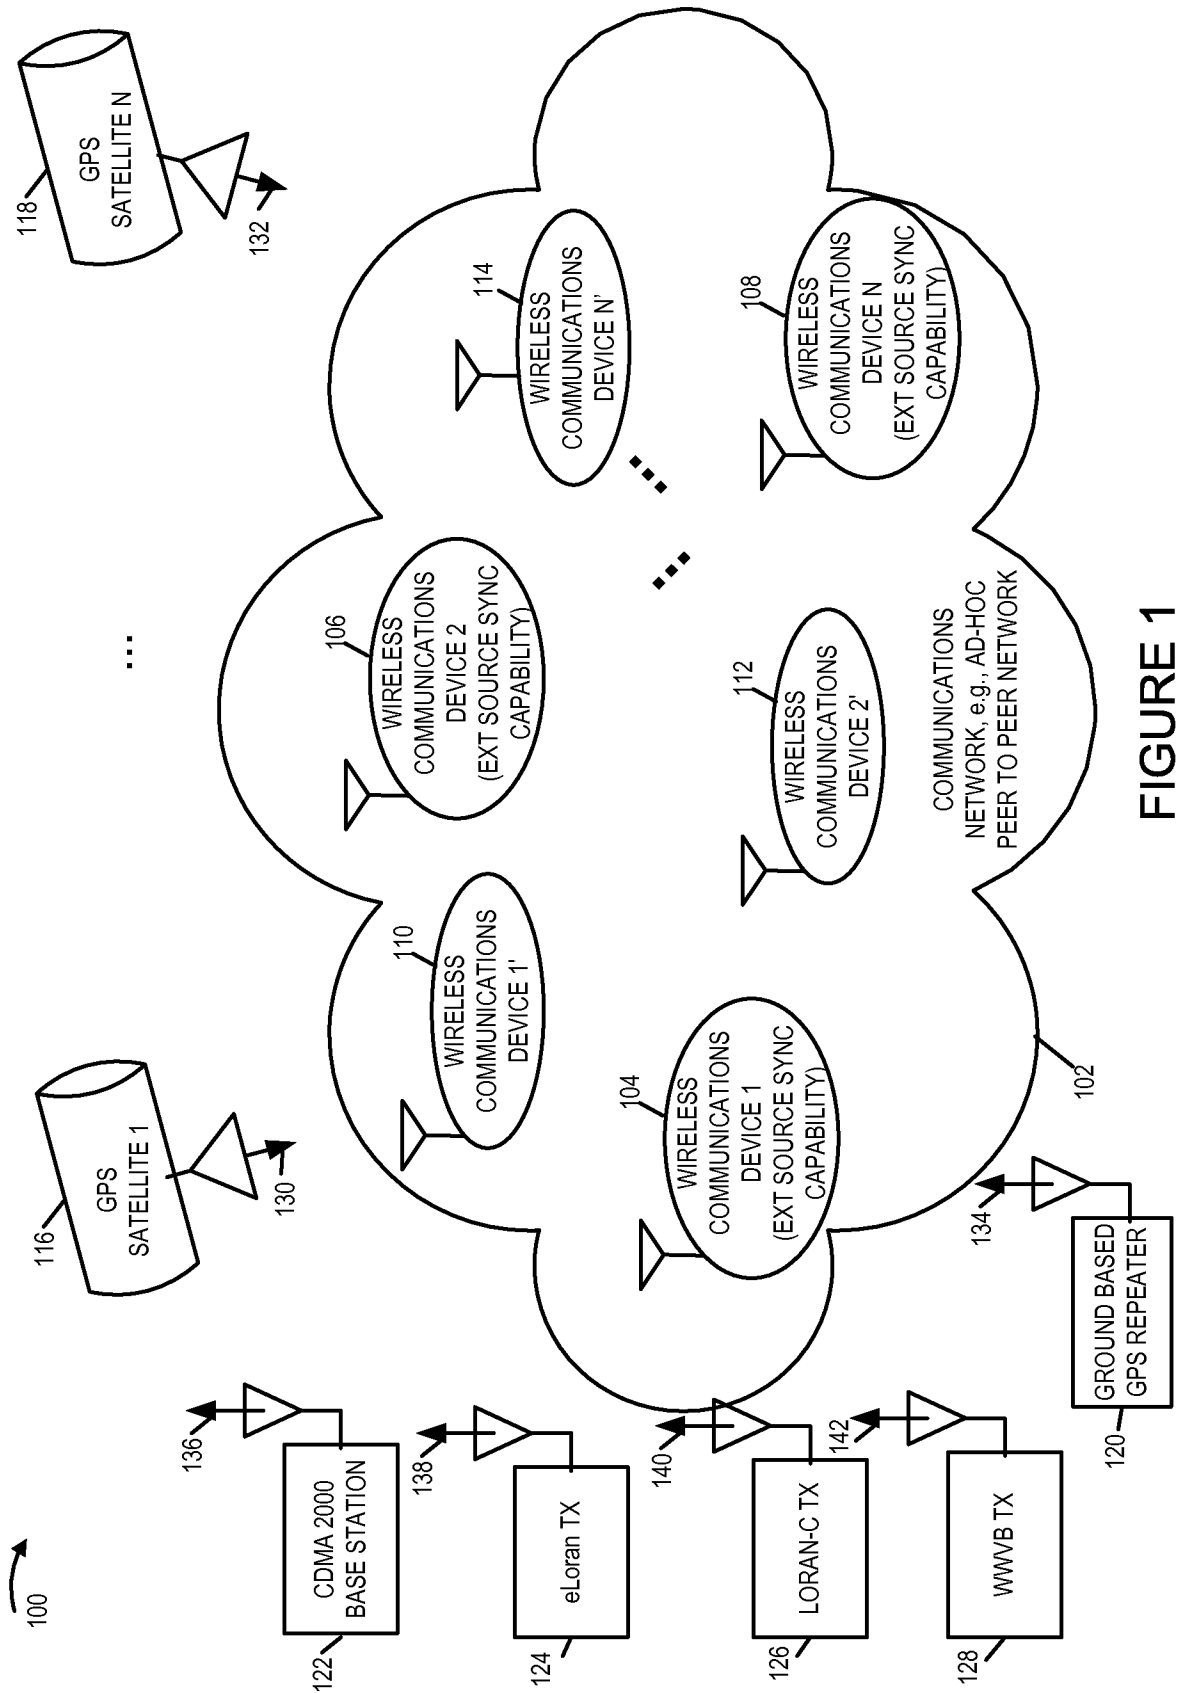 100
116
GPS
SATELLITE 1
130
...
118
GPS
SATELLITE N
132
136
CDMA 2000
BASE STATION
122
138
eLoran TX
124
140
LORAN-C TX
126
142
WWVB TX
128
134
GROUND BASED
GPS REPEATER
120
110
WIRELESS
COMMUNICATIONS
DEVICE 1'
106
WIRELESS
COMMUNICATIONS
DEVICE 2
(EXT SOURCE SYNC
CAPABILITY)
114
WIRELESS
COMMUNICATIONS
DEVICE N'
104
WIRELESS
COMMUNICATIONS
DEVICE 1
(EXT SOURCE SYNC
CAPABILITY)
112
WIRELESS
COMMUNICATIONS
DEVICE 2'
108
WIRELESS
COMMUNICATIONS
DEVICE N
(EXT SOURCE SYNC
CAPABILITY)
COMMUNICATIONS
NETWORK, e.g., AD-HOC
PEER TO PEER NETWORK
102
FIGURE 1